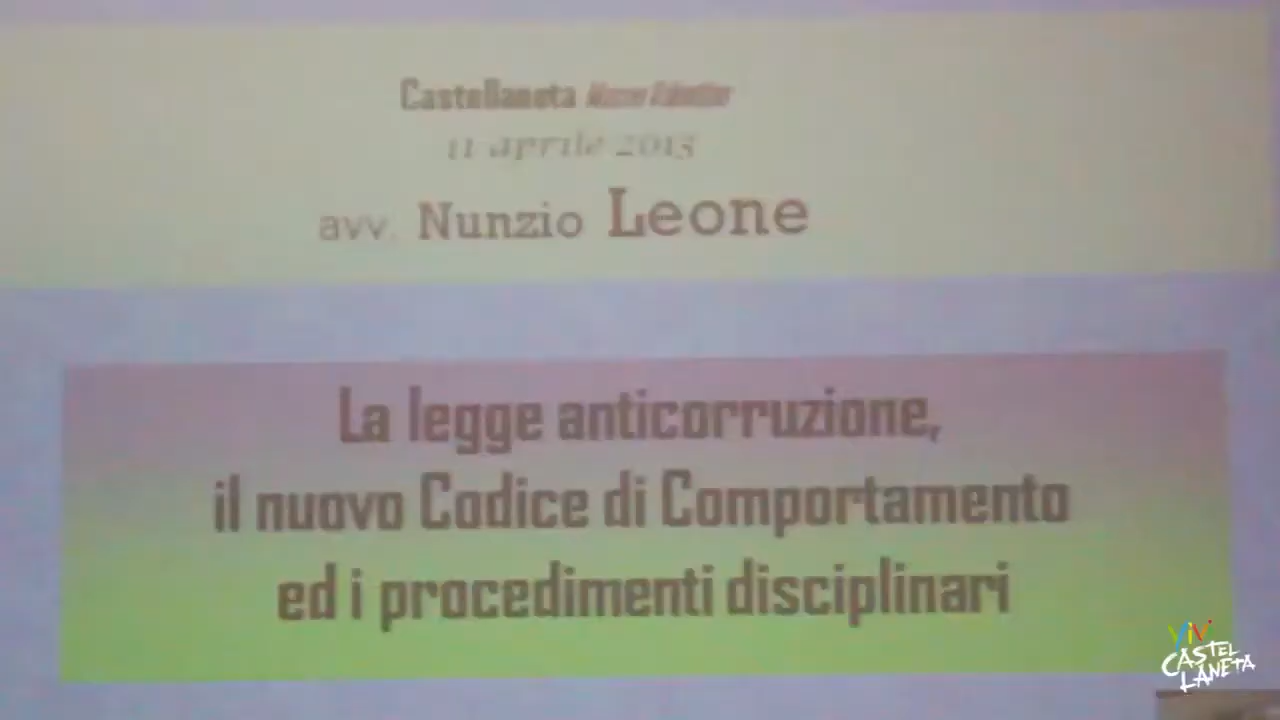 Castellaneta
11 aprile 2013
avv. Nunzio Leone
La legge anticorruzione,
il nuovo Codice di Comportamento
ed i procedimenti disciplinari
VIVI
CASTEL
LANETA